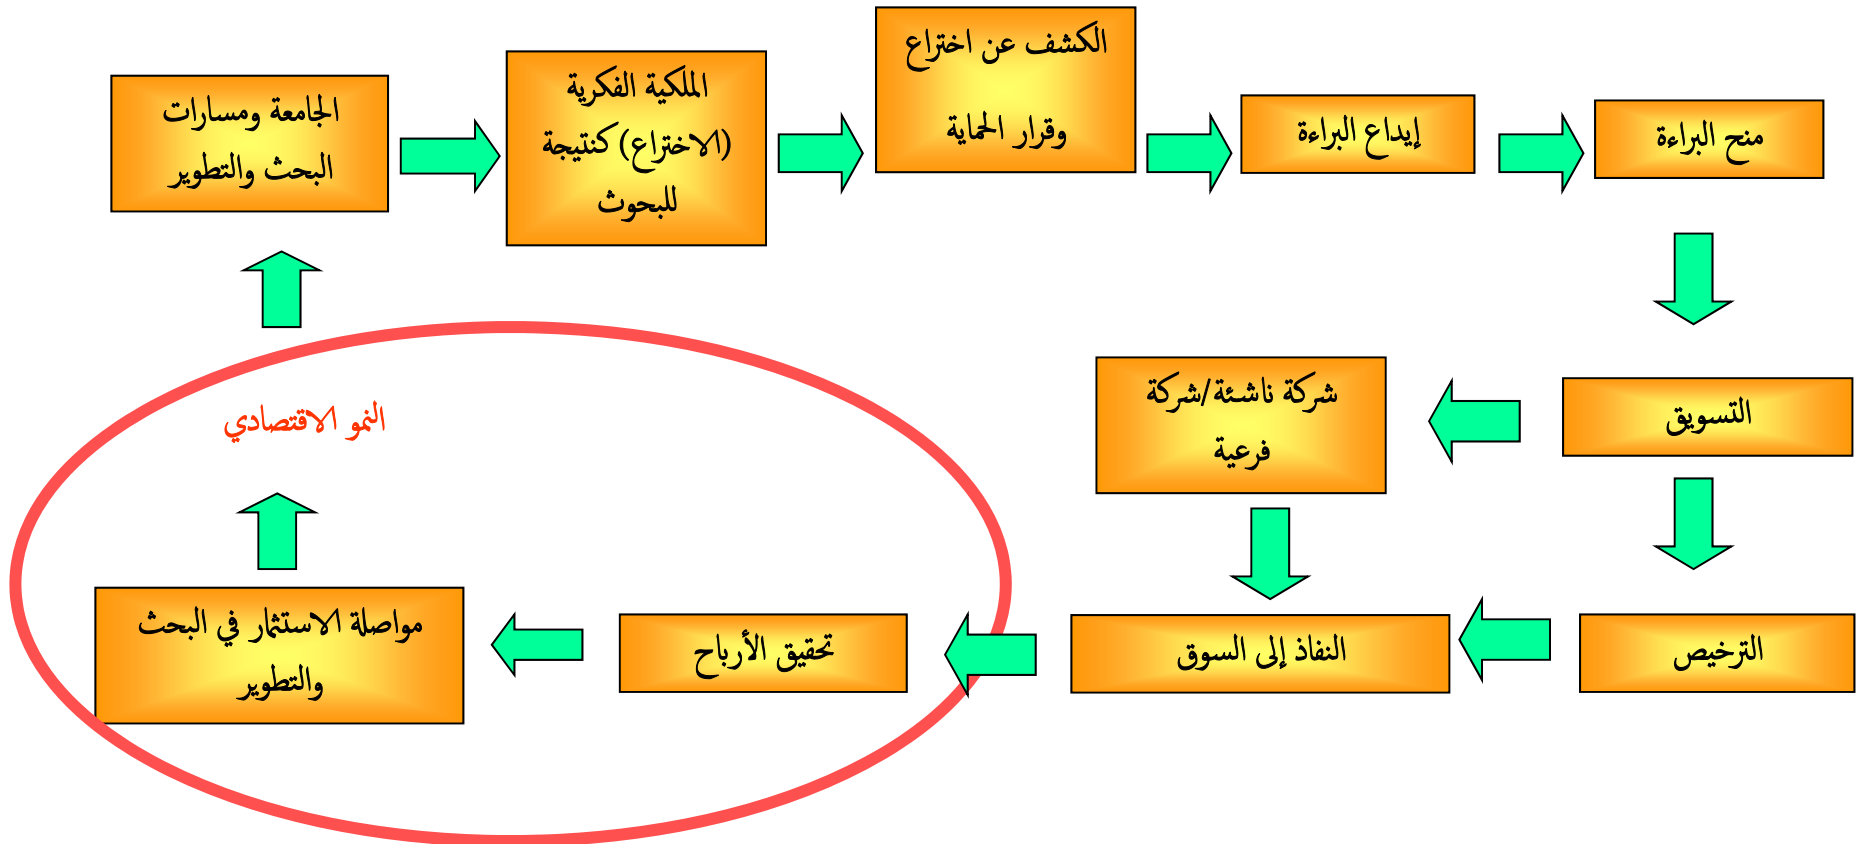 الجامعة ومسارات
البحث والتطوير
الملكية الفكرية
(الاختراع) كنتيجة
للبحوث
الكشف عن اختراع
وقرار الحماية
إيداع البراءة
منح البراءة
التسويق
شركة ناشئة/شركة
فرعية
الترخيص
النفاذ إلى السوق
تحقيق الأرباح
مواصلة الاستثمار في البحث
والتطوير
النمو الاقتصادي